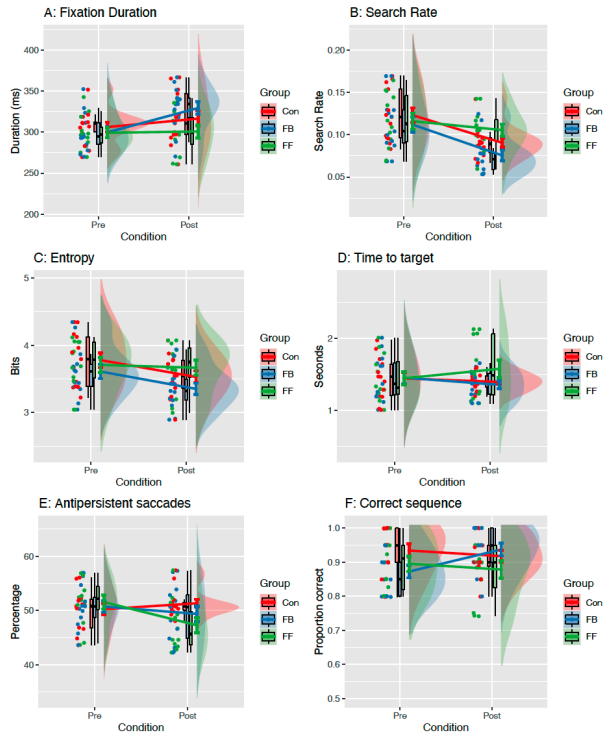 A: Fixation Duration
400
350
300
250
200
Duration (ms)
Pre
Post
Condition
Group
Con
FB
FF
B: Search Rate
0.20
0.15
0.10
0.05
Search Rate
Pre
Post
Condition
Group
Con
FB
FF
C: Entropy
5
4
3
Bits
Pre
Post
Condition
Group
Con
FB
FF
D: Time to target
2
1
Seconds
Pre
Post
Condition
Group
Con
FB
FF
E: Antipersistent saccades
60
50
40
Percentage
Pre
Post
Condition
Group
Con
FB
FF
F: Correct sequence
1.0
0.9
0.8
0.7
0.6
0.5
Proportion correct
Pre
Post
Condition
Group
Con
FB
FF